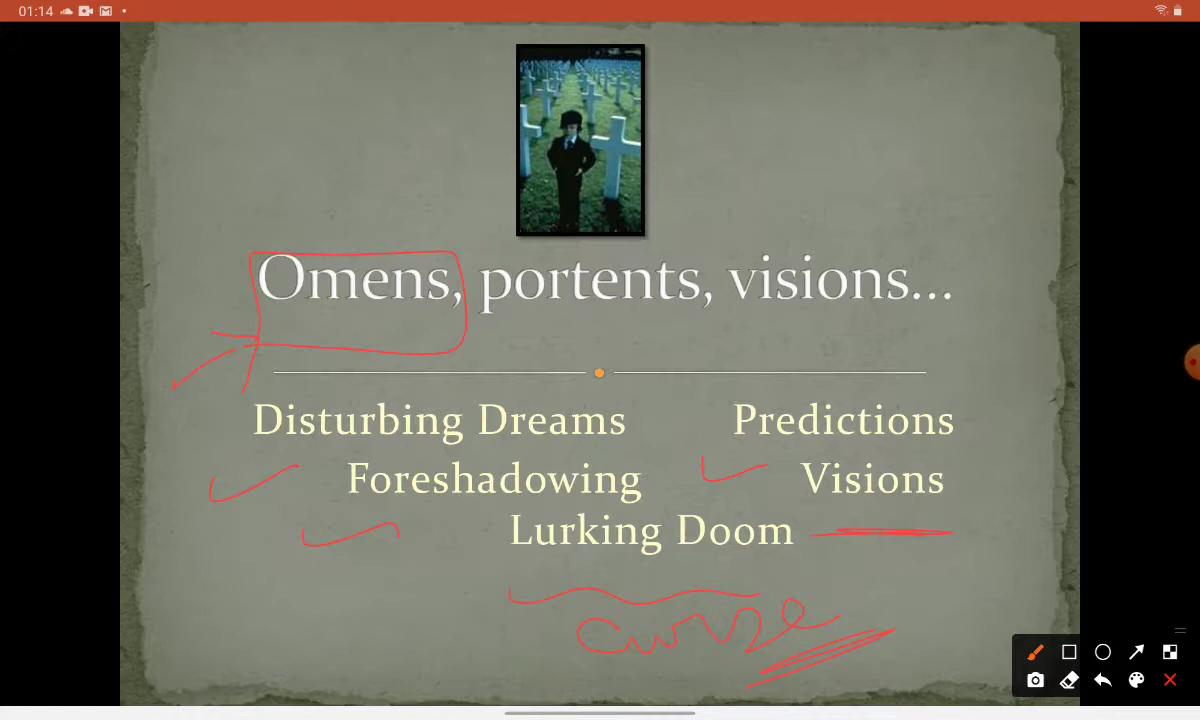 01:14
Omens, portents, visions...
Disturbing Dreams Predictions
Foreshadowing Visions
Lurking Doom
curse